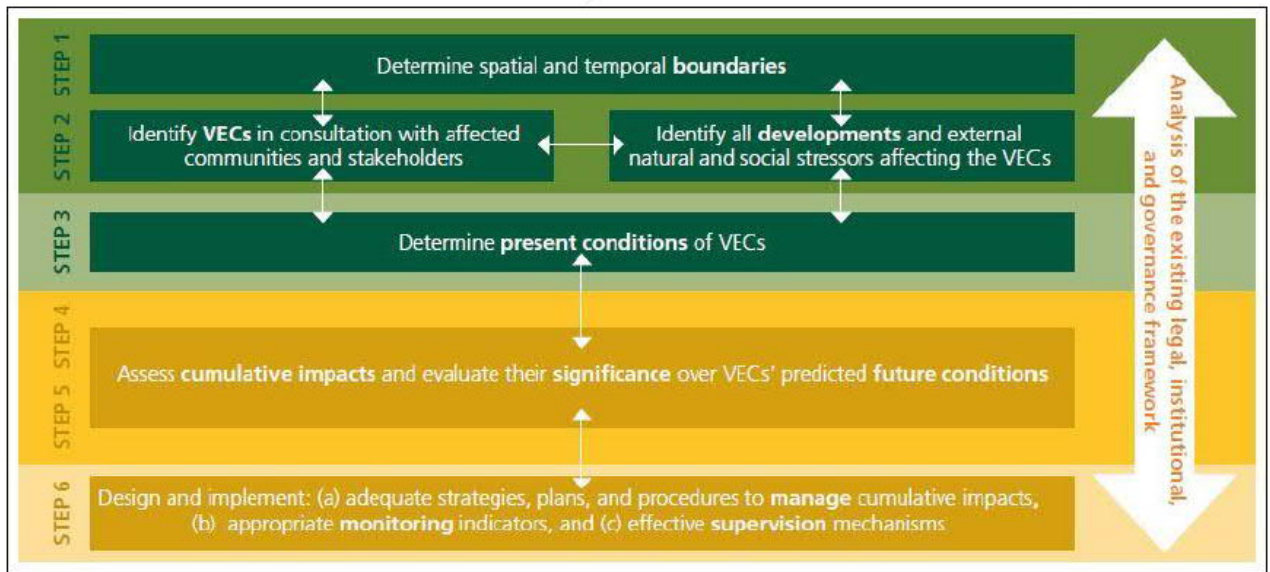 STEP 1
Determine spatial and temporal boundaries
STEP 2
Identify VECs in consultation with affected
communities and stakeholders
Identify all developments and external
natural and social stressors affecting the VECs
STEP 3
Determine present conditions of VECs
STEP 4
STEP 5
Assess cumulative impacts and evaluate their significance over VECs' predicted future conditions
STEP 6
Design and implement: (a) adequate strategies, plans, and procedures to manage cumulative impacts,
(b) appropriate monitoring indicators, and (c) effective supervision mechanisms
Analysis of the existing legal, institutional,
and governance framework